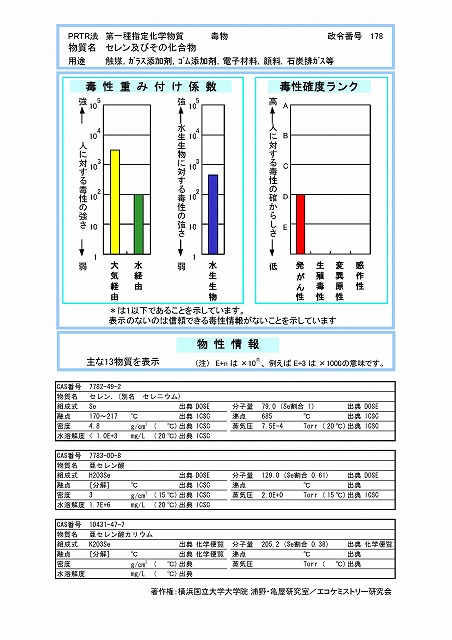 PRTR法 第一種指定化学物質 毒物 政令番号 178
物質名 セレン及びその化合物
用途 触媒, ガラス添加剤, ゴム添加剤, 電子材料, 顔料, 石炭排ガス等
毒性重み付け係数
強 人に対する毒性の強さ 弱
10^5
10^4
10^3
10^2
10
1
大気経由
水経由
強 水生生物に対する毒性の強さ 弱
10^5
10^4
10^3
10^2
10
1
水生生物
毒性確度ランク
高 人に対する毒性の確からしさ 低
A
B
C
D
E
発がん性
生殖毒性
変異原性
感作性
*は1以下であることを示しています。
表示のないのは信頼できる毒性情報がないことを示しています
物性情報
主な13物質を表示 (注) E+n は ×10^n 、例えば E+3 は ×1000の意味です。
CAS番号 7782-49-2
物質名 セレン, (別名 セレニウム)
組成式 Se 出典 DOSE 分子量 79.0 (Se割合 1) 出典 DOSE
融点 170～217 ℃ 出典 ICSC 沸点 685 ℃ 出典 ICSC
密度 4.8 g/cm³ ( 20 ℃) 出典 ICSC 蒸気圧 7.5E-4 Torr ( 20 ℃) 出典 ICSC
水溶解度 < 1.0E+3 mg/L ( 20 ℃) 出典 ICSC
CAS番号 7783-00-8
物質名 亜セレン酸
組成式 H2O3Se 出典 DOSE 分子量 129.0 (Se割合 0.61) 出典 DOSE
融点 [分解] ℃ 出典 ICSC 沸点 ℃ 出典
密度 3 g/cm³ ( 15 ℃) 出典 ICSC 蒸気圧 2.0E+0 Torr ( 15 ℃) 出典 ICSC
水溶解度 1.7E+6 mg/L ( 20 ℃) 出典 ICSC
CAS番号 10431-47-7
物質名 亜セレン酸カリウム
組成式 K2O3Se 出典 化学便覧 分子量 205.2 (Se割合 0.38) 出典 化学便覧
融点 [分解] ℃ 出典 化学便覧 沸点 ℃ 出典
密度 g/cm³ ( ℃) 出典 蒸気圧 Torr ( ℃) 出典
水溶解度 mg/L ( ℃) 出典
著作権:横浜国立大学大学院 浦野・亀屋研究室/エコケミストリー研究会